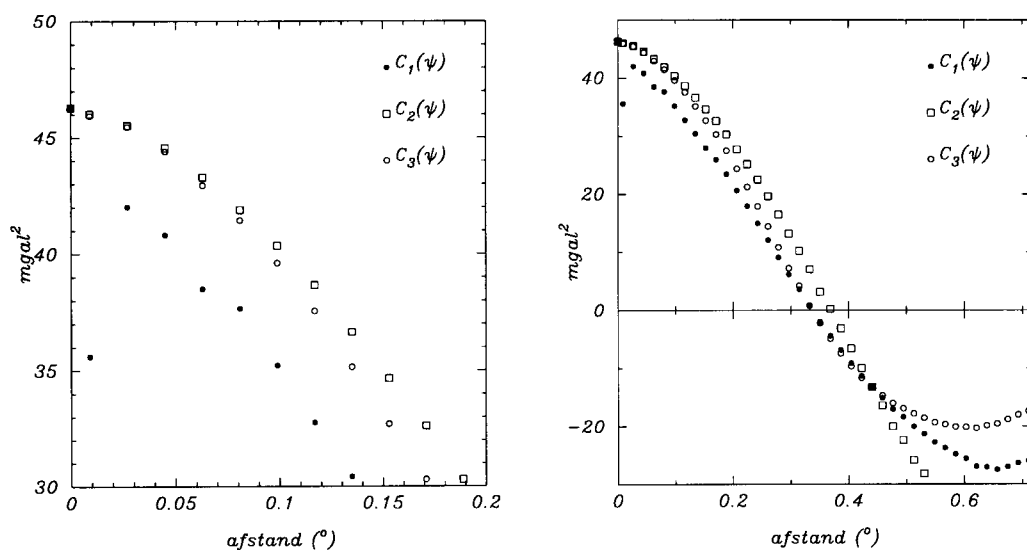 50
45
40
35
30
mgal²
0
0.05
0.1
0.15
0.2
afstand (°)
C₁(ψ)
C₂(ψ)
C₃(ψ)
40
20
0
−20
mgal²
0
0.2
0.4
0.6
afstand (°)
C₁(ψ)
C₂(ψ)
C₃(ψ)